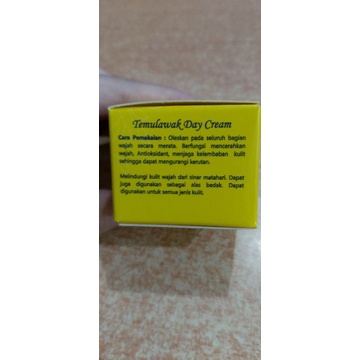 Temulawak Day Cream
Cara Pemakaian : Oleskan pada seluruh bagian
wajah secara merata. Berfungsi mencerahkan
wajah, Antioksidant, menjaga kelembaban kulit
sehingga dapat mengurangi kerutan.
Melindungi kulit wajah dari sinar matahari. Dapat
juga digunakan sebagai alas bedak. Dapat
digunakan untuk semua jenis kulit.